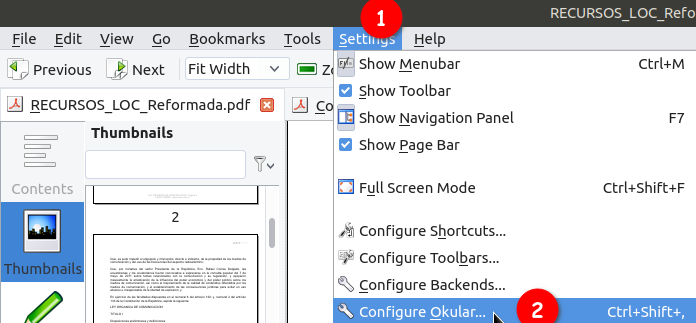 RECURSOS_LOC_Refo
1
File Edit View Go Bookmarks Tools Settings Help
Previous Next Fit Width
RECURSOS_LOC_Reformada.pdf
Thumbnails
Contents
Thumbnails
2
Show Menubar Ctrl+M
Show Toolbar
Show Navigation Panel F7
Show Page Bar
Full Screen Mode Ctrl+Shift+F
Configure Shortcuts...
Configure Toolbars...
Configure Backends...
Configure Okular... 2 Ctrl+Shift+,